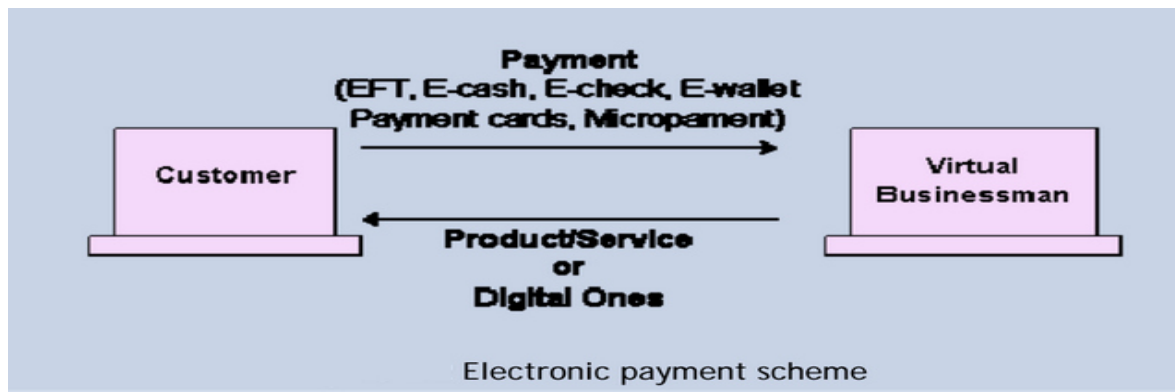 Payment
(EFT, E-cash, E-check, E-wallet
Payment cards, Micropament)
Customer
Virtual
Businessman
Product/Service
or
Digital Ones
Electronic payment scheme